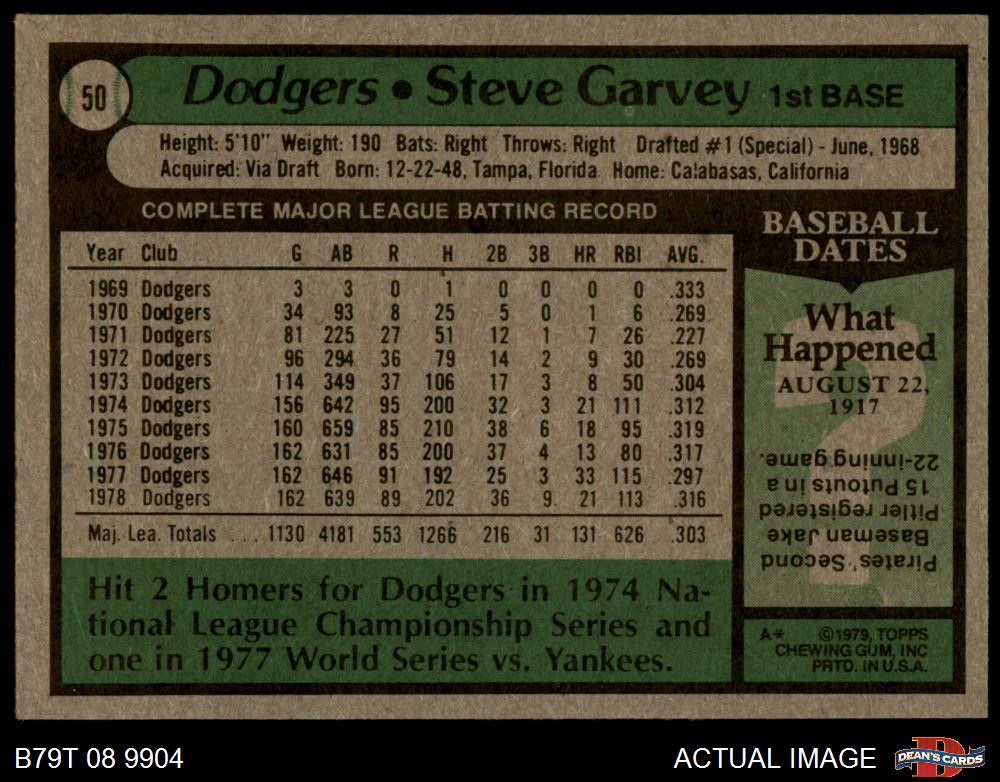 50
Dodgers • Steve Garvey 1st BASE
Height: 5'10" Weight: 190 Bats: Right Throws: Right Drafted #1 (Special) - June, 1968
Acquired: Via Draft Born: 12-22-48, Tampa, Florida Home: Calabasas, California
COMPLETE MAJOR LEAGUE BATTING RECORD
Year Club G AB R H 2B 3B HR RBI AVG.
1969 Dodgers 3 3 0 1 0 0 0 0 .333
1970 Dodgers 34 93 8 25 5 0 1 6 .269
1971 Dodgers 81 225 27 51 12 1 7 26 .227
1972 Dodgers 96 294 36 79 14 2 9 30 .269
1973 Dodgers 114 349 37 106 17 3 8 50 .304
1974 Dodgers 156 642 95 200 32 3 21 111 .312
1975 Dodgers 160 659 85 210 38 6 18 95 .319
1976 Dodgers 162 631 85 200 37 4 13 80 .317
1977 Dodgers 162 646 91 192 25 3 33 115 .297
1978 Dodgers 162 639 89 202 36 9 21 113 .316
Maj. Lea. Totals ... 1130 4181 553 1266 216 31 131 626 .303
Hit 2 Homers for Dodgers in 1974 Na-
tional League Championship Series and
one in 1977 World Series vs. Yankees.
BASEBALL
DATES
What
Happened
AUGUST 22,
1917
?
Pirates' Second
Baseman Jake
Pitler registered
15 Putouts in a
22-inning game.
A* ©1979, TOPPS
CHEWING GUM, INC
PRTD. IN U.S.A.
B79T 08 9904
ACTUAL IMAGE
D
DEAN'S CARDS